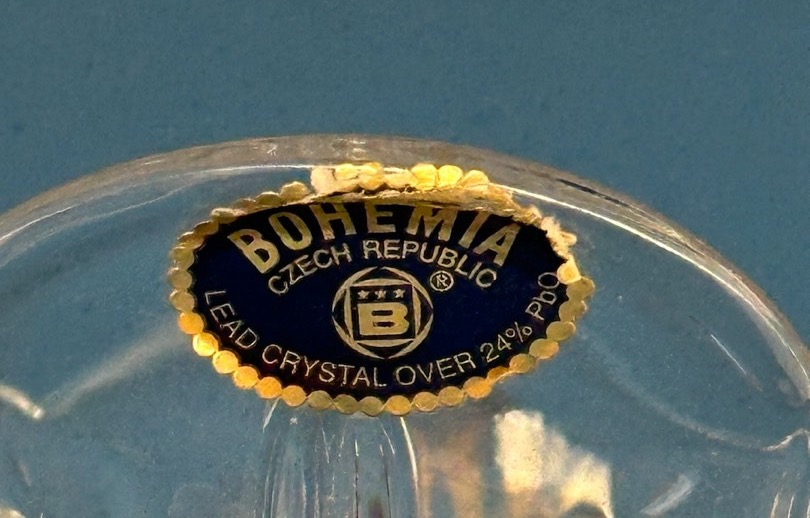 BOHEMIA
CZECH REPUBLIC
®
B
LEAD CRYSTAL OVER 24% PbO